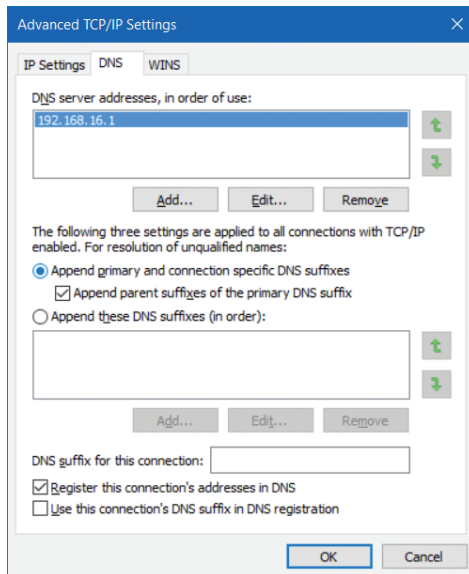 Advanced TCP/IP Settings
IP Settings DNS WINS
DNS server addresses, in order of use:
192.168.16.1
Add... Edit... Remove
The following three settings are applied to all connections with TCP/IP
enabled. For resolution of unqualified names:
Append primary and connection specific DNS suffixes
Append parent suffixes of the primary DNS suffix
Append these DNS suffixes (in order):
Add... Edit... Remove
DNS suffix for this connection:
Register this connection's addresses in DNS
Use this connection's DNS suffix in DNS registration
OK Cancel